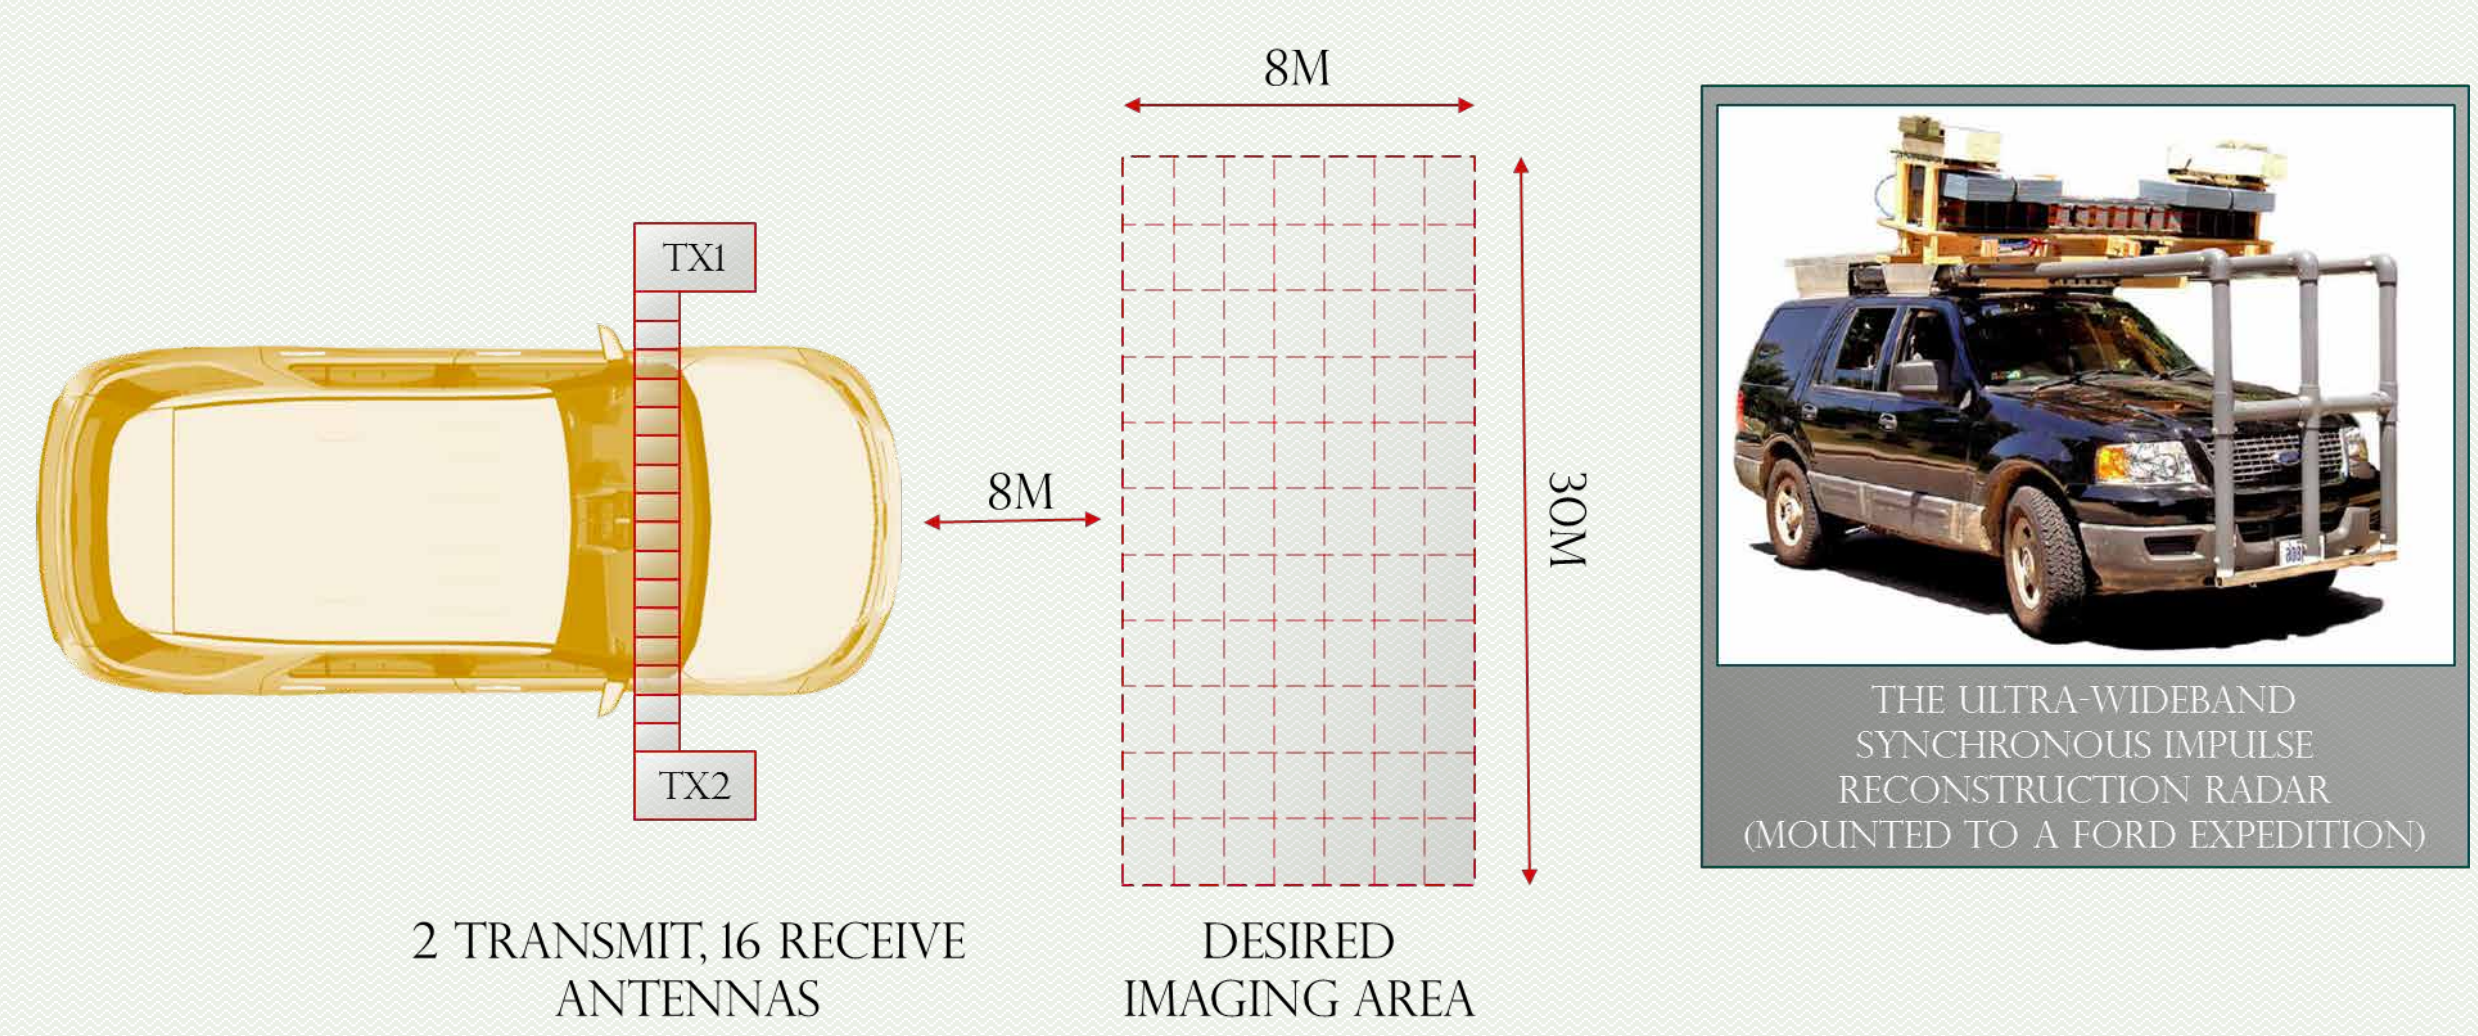 8M
TX1
8M
30M
TX2
2 TRANSMIT, 16 RECEIVE
ANTENNAS
DESIRED
IMAGING AREA
THE ULTRA-WIDEBAND
SYNCHRONOUS IMPULSE
RECONSTRUCTION RADAR
(MOUNTED TO A FORD EXPEDITION)